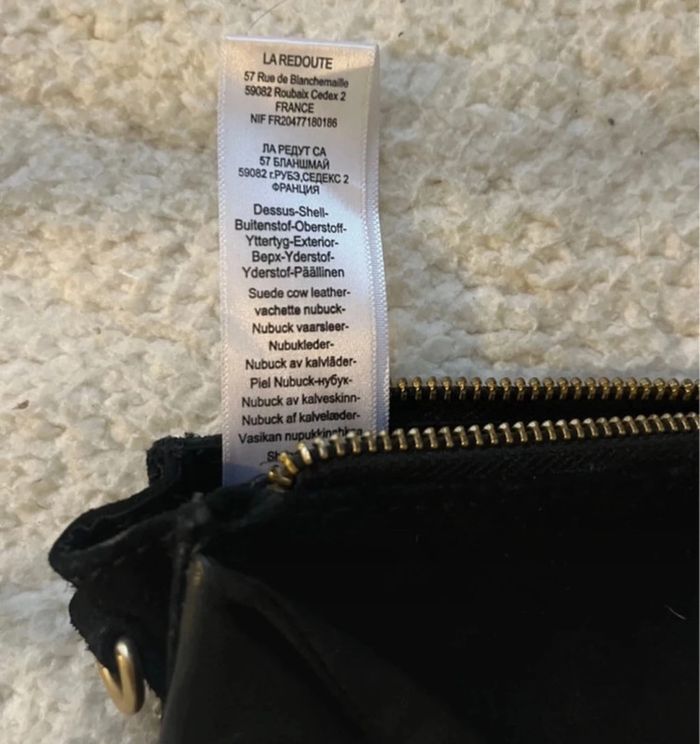 LA REDOUTE
57 Rue de Blanchemaille
59082 Roubaix Cedex 2
FRANCE
NIF FR20477180186
ЛА РЕДУТ СА
57 БЛАНШМАЙ
59082 г.РУБЭ,СЕДЕКС 2
ФРАНЦИЯ
Dessus-Shell-
Buitenstof-Oberstoff-
Yttertyg-Exterior-
Верх-Yderstof-
Yderstof-Päällinen
Suede cow leather-
vachette nubuck-
Nubuck vaarsleer-
Nubukleder-
Nubuck av kalvläder-
Piel Nubuck-нубук-
Nubuck av kalveskinn-
Nubuck af kalvelæder-
Vasikan